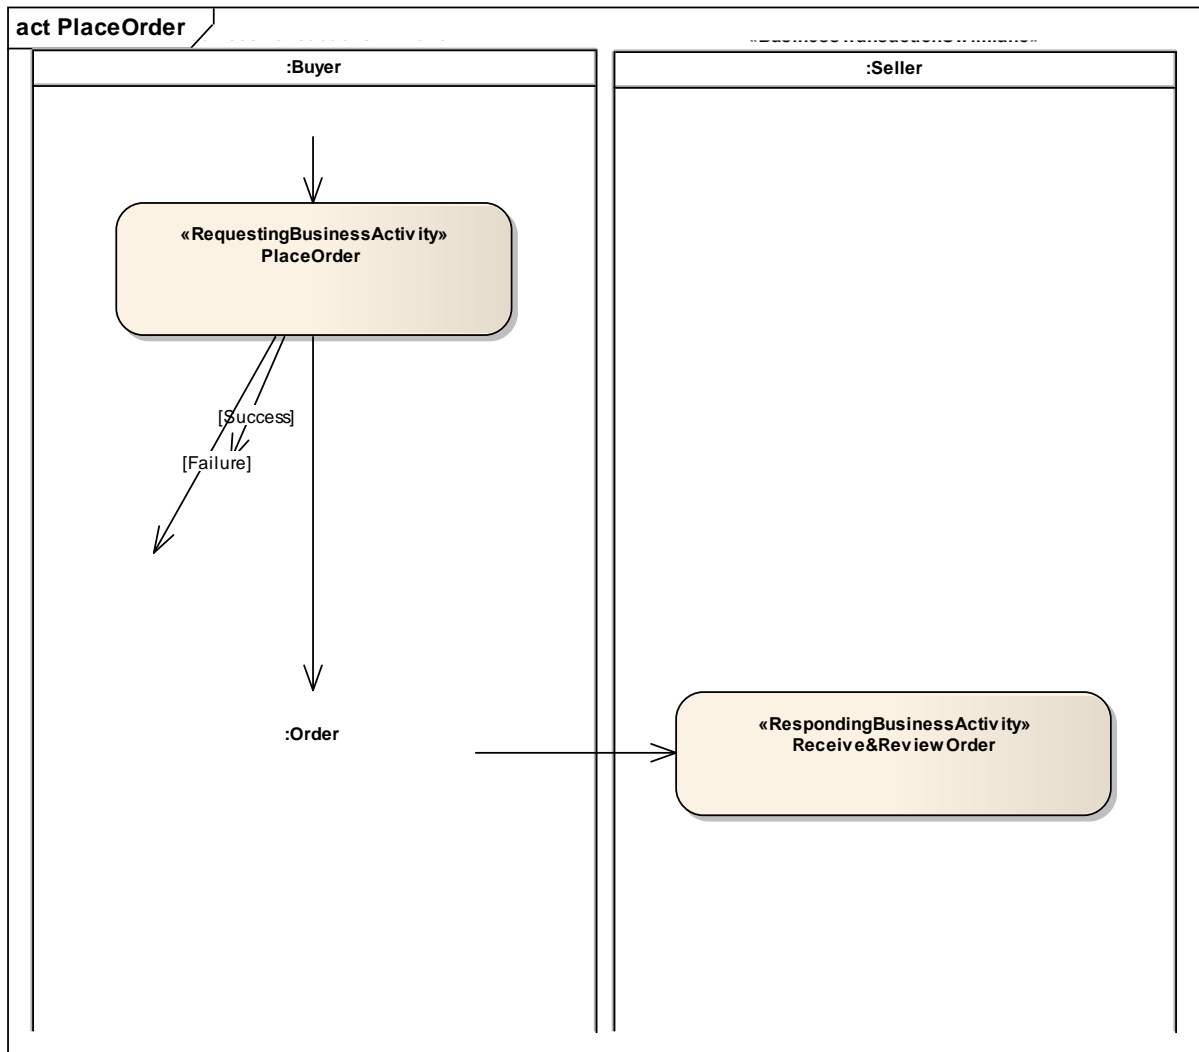 act PlaceOrder
:Buyer
:Seller
«RequestingBusinessActivity»
PlaceOrder
[Success]
[Failure]
:Order
«RespondingBusinessActivity»
Receive&ReviewOrder